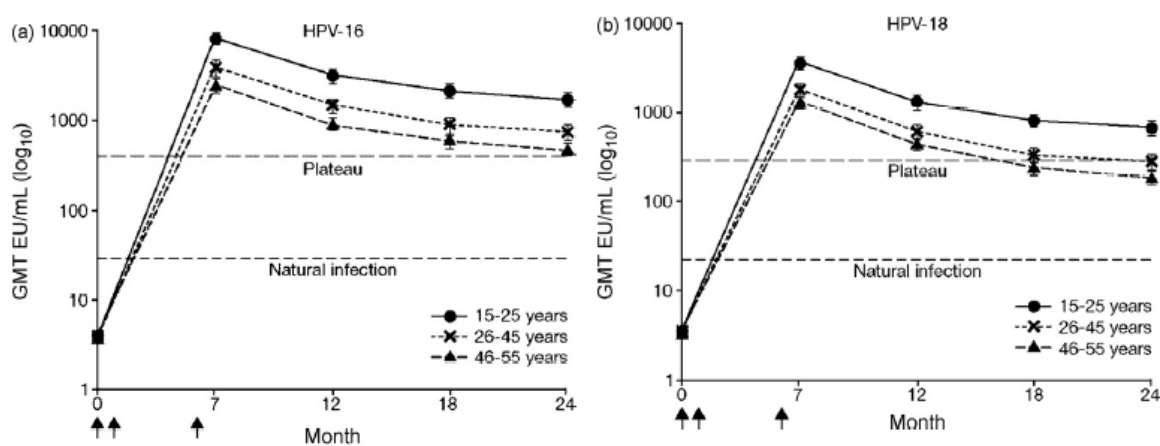 (a)
HPV-16
10000
1000
100
10
1
GMT EU/mL (log10)
Plateau
Natural infection
15-25 years
26-45 years
46-55 years
0 7 12 18 24
Month
(b)
HPV-18
10000
1000
100
10
1
GMT EU/mL (log10)
Plateau
Natural infection
15-25 years
26-45 years
46-55 years
0 7 12 18 24
Month